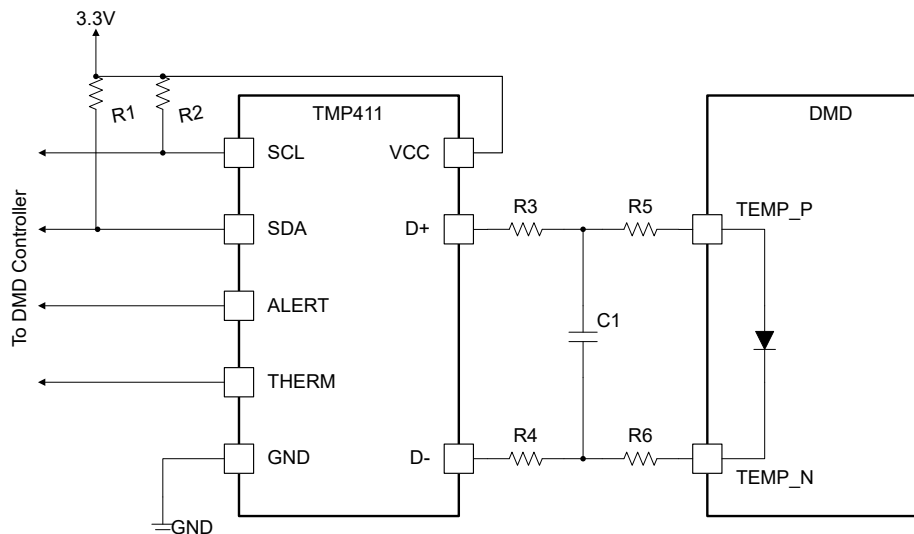 3.3V
R1
R2
TMP411
DMD
SCL
VCC
R3
R5
TEMP_P
SDA
D+
To DMD Controller
ALERT
C1
THERM
R4
R6
GND
D-
TEMP_N
GND